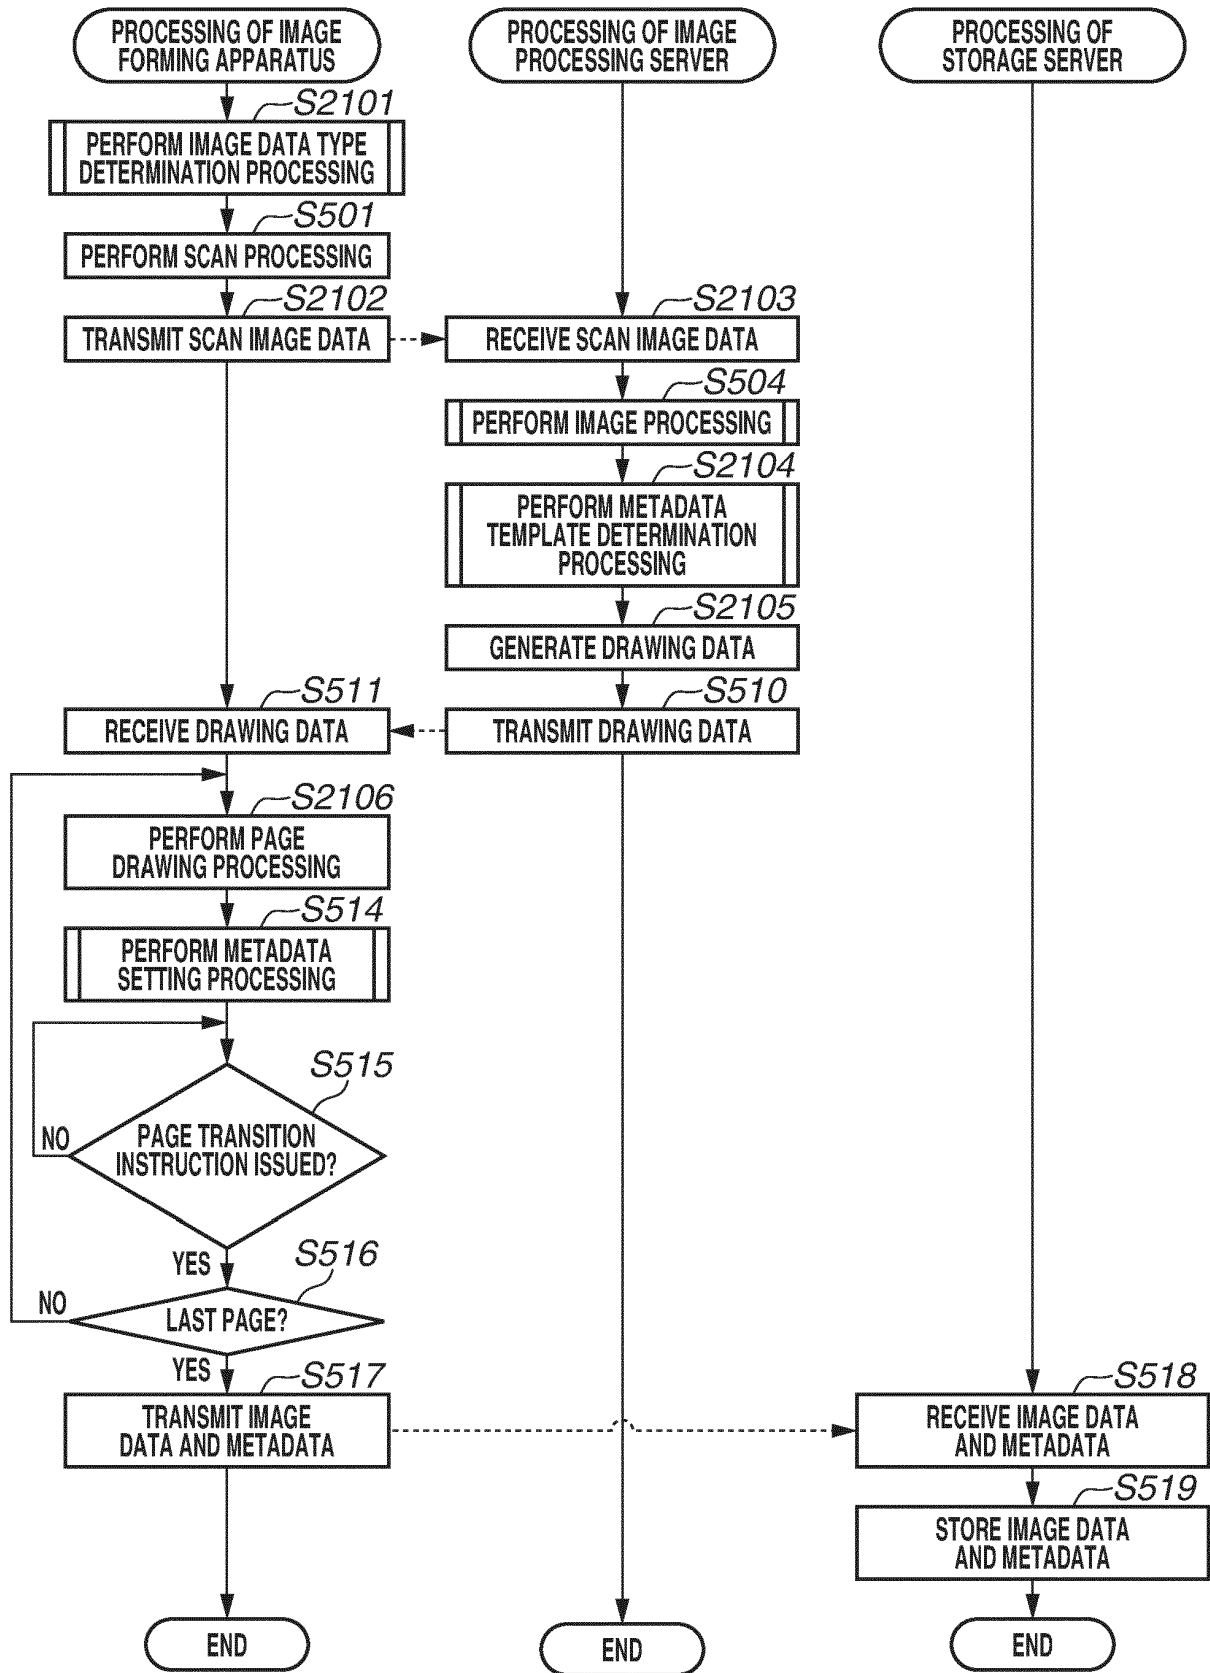 PROCESSING OF IMAGE
FORMING APPARATUS
PROCESSING OF IMAGE
PROCESSING SERVER
PROCESSING OF
STORAGE SERVER
S2101
PERFORM IMAGE DATA TYPE
DETERMINATION PROCESSING
S501
PERFORM SCAN PROCESSING
S2102
TRANSMIT SCAN IMAGE DATA
S2103
RECEIVE SCAN IMAGE DATA
S504
PERFORM IMAGE PROCESSING
S2104
PERFORM METADATA
TEMPLATE DETERMINATION
PROCESSING
S2105
GENERATE DRAWING DATA
S510
TRANSMIT DRAWING DATA
S511
RECEIVE DRAWING DATA
S2106
PERFORM PAGE
DRAWING PROCESSING
S514
PERFORM METADATA
SETTING PROCESSING
S515
PAGE TRANSITION
INSTRUCTION ISSUED?
NO
YES
S516
LAST PAGE?
NO
YES
S517
TRANSMIT IMAGE
DATA AND METADATA
S518
RECEIVE IMAGE DATA
AND METADATA
S519
STORE IMAGE DATA
AND METADATA
END
END
END